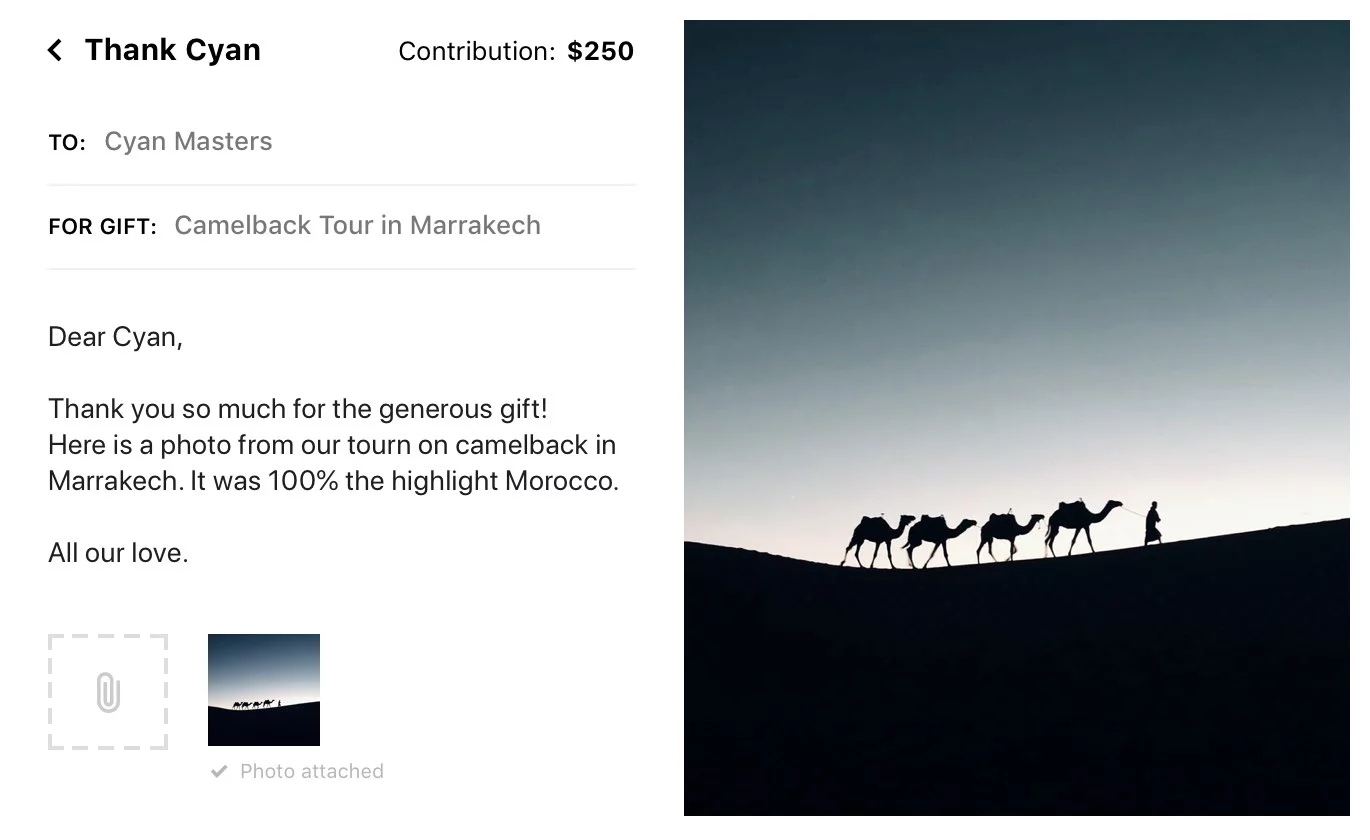 Thank Cyan
Contribution: $250
TO: Cyan Masters
FOR GIFT: Camelback Tour in Marrakech
Dear Cyan,
Thank you so much for the generous gift!
Here is a photo from our tourn on camelback in
Marrakech. It was 100% the highlight Morocco.
All our love.
Photo attached